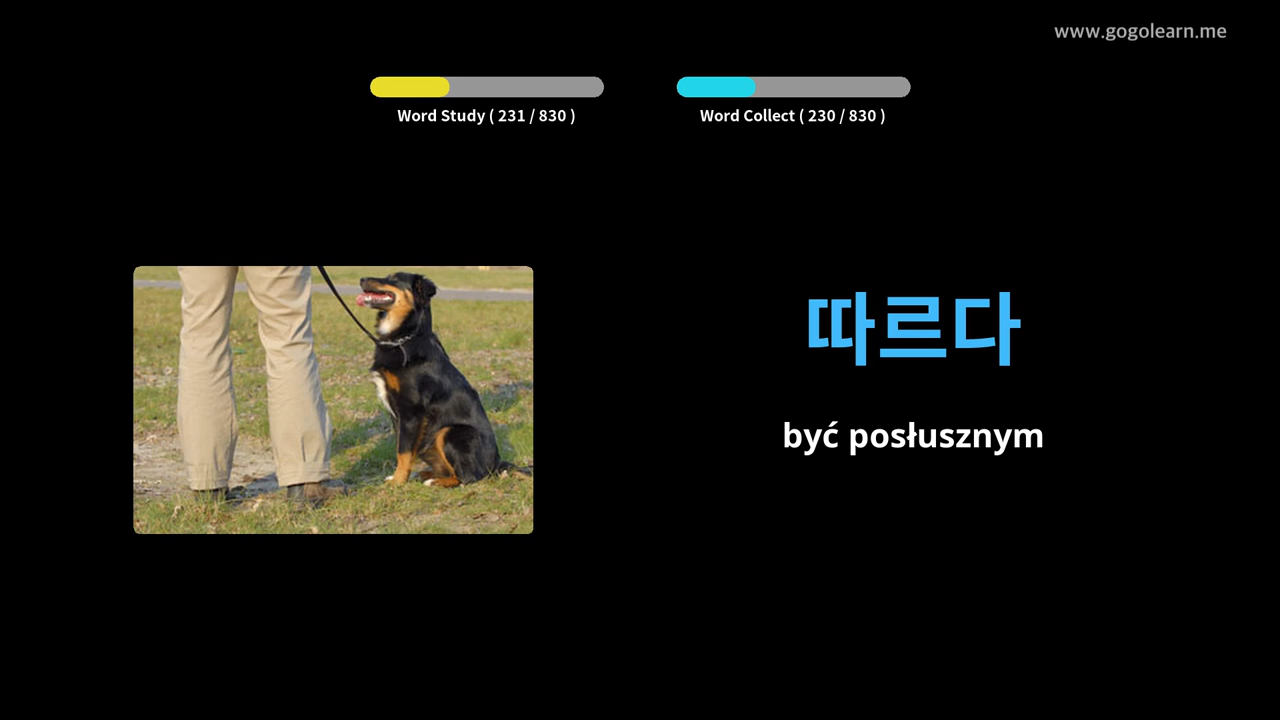 www.gogolearn.me
Word Study ( 231 / 830 )
Word Collect ( 230 / 830 )
따르다
być posłusznym